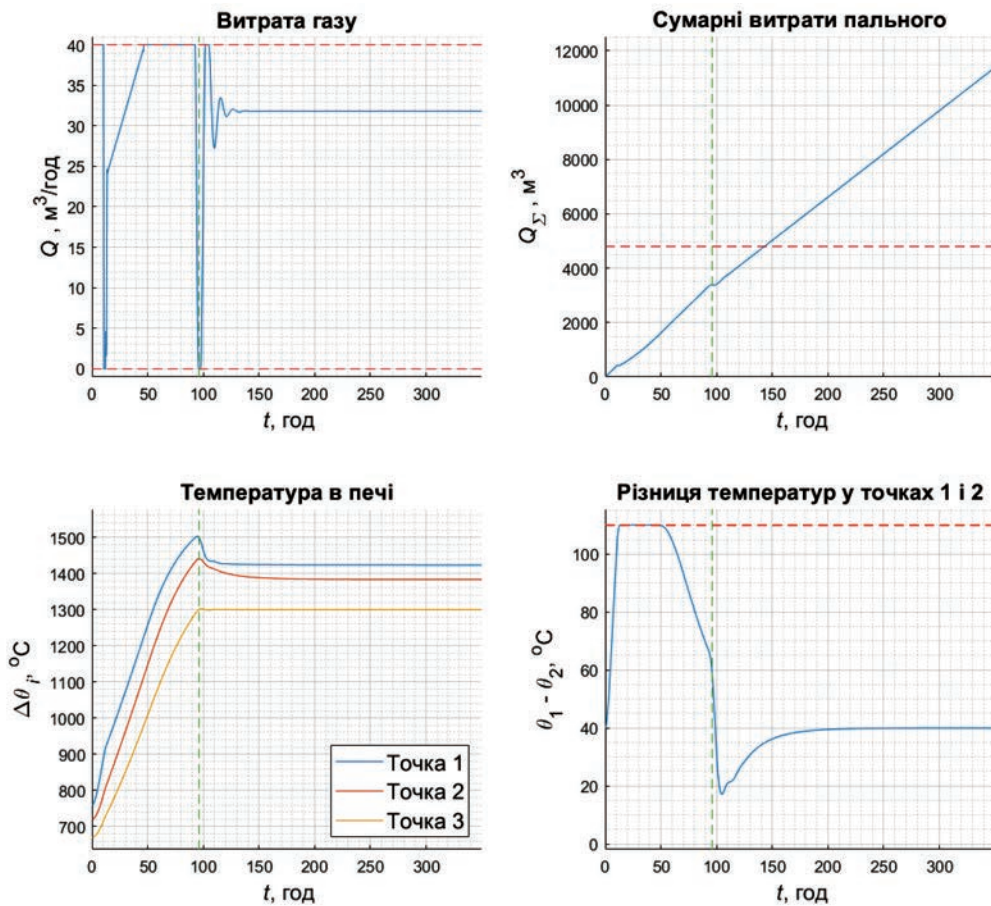 Витрата газу
Q , м³/год
40
35
30
25
20
15
10
5
0
0 50 100 150 200 250 300
t, год
Сумарні витрати пального
Q_Σ , м³
12000
10000
8000
6000
4000
2000
0
0 50 100 150 200 250 300
t, год
Температура в печі
Δθ_i, °C
1500
1400
1300
1200
1100
1000
900
800
700
Точка 1
Точка 2
Точка 3
0 50 100 150 200 250 300
t, год
Різниця температур у точках 1 і 2
θ₁ - θ₂, °C
100
80
60
40
20
0
0 50 100 150 200 250 300
t, год